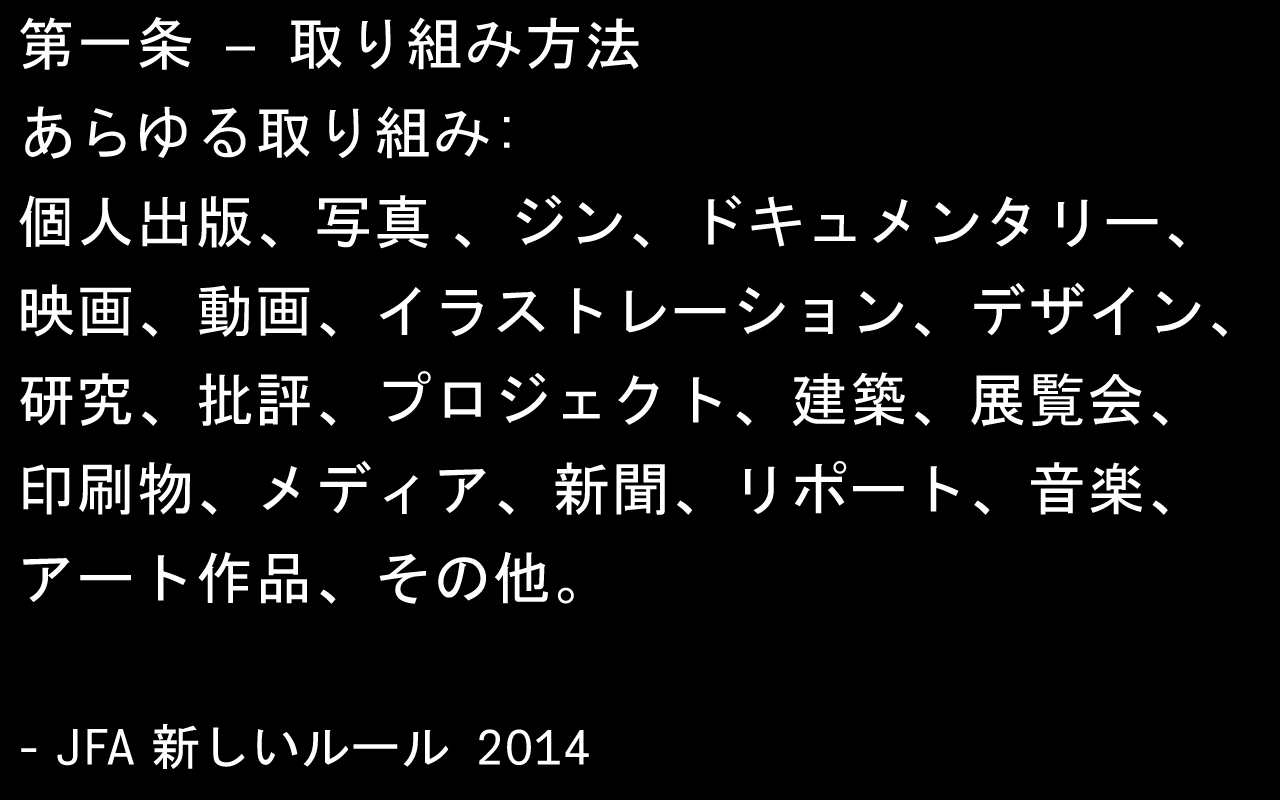 第一条 – 取り組み方法
あらゆる取り組み:
個人出版、写真 、ジン、ドキュメンタリー、
映画、動画、イラストレーション、デザイン、
研究、批評、プロジェクト、建築、展覧会、
印刷物、メディア、新聞、リポート、音楽、
アート作品、その他。
- JFA 新しいルール 2014